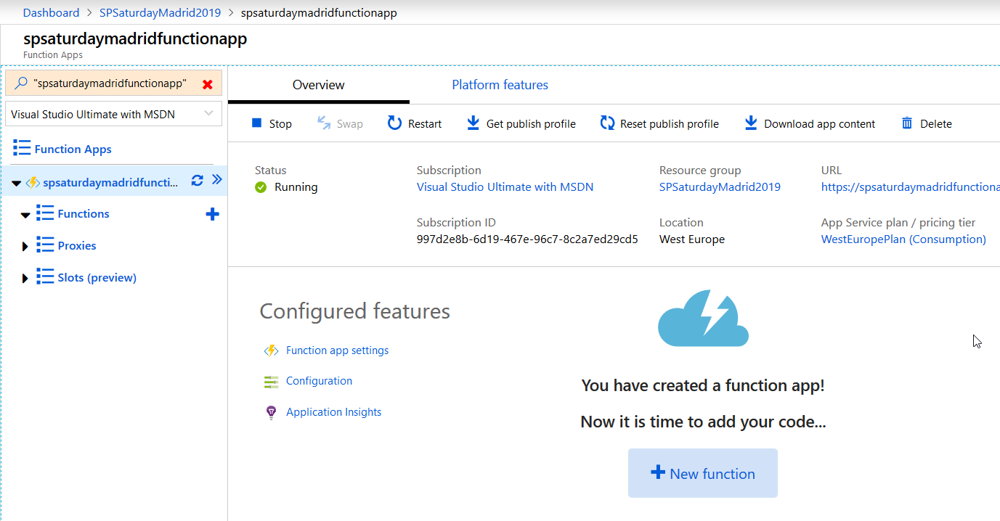 Dashboard > SPSaturdayMadrid2019 > spsaturdaymadridfunctionapp
spsaturdaymadridfunctionapp
Function Apps
"spsaturdaymadridfunctionapp"
Visual Studio Ultimate with MSDN
Function Apps
spsaturdaymadridfuncti...
Functions
Proxies
Slots (preview)
Overview
Platform features
Stop
Swap
Restart
Get publish profile
Reset publish profile
Download app content
Delete
Status
Running
Subscription
Visual Studio Ultimate with MSDN
Resource group
SPSaturdayMadrid2019
URL
https://spsaturdaymadridfunctiona
Subscription ID
997d2e8b-6d19-467e-96c7-8c2a7ed29cd5
Location
West Europe
App Service plan / pricing tier
WestEuropePlan (Consumption)
Configured features
Function app settings
Configuration
Application Insights
You have created a function app!
Now it is time to add your code...
New function